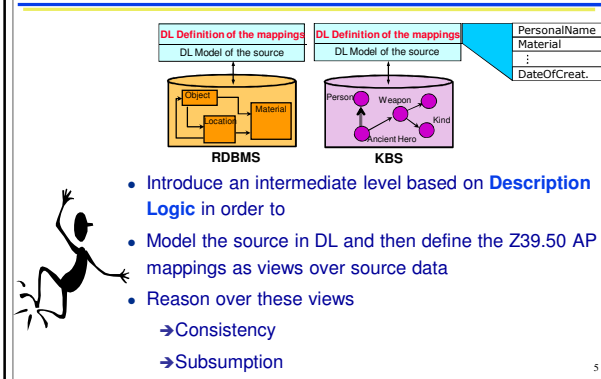 DL Definition of the mappings
DL Model of the source
DL Definition of the mappings
DL Model of the source
PersonalName
Material
⋮
DateOfCreat.
Object
Location
Material
RDBMS
Person
Weapon
Kind
Ancient Hero
KBS
• Introduce an intermediate level based on Description
Logic in order to
• Model the source in DL and then define the Z39.50 AP
mappings as views over source data
• Reason over these views
➔Consistency
➔Subsumption
5